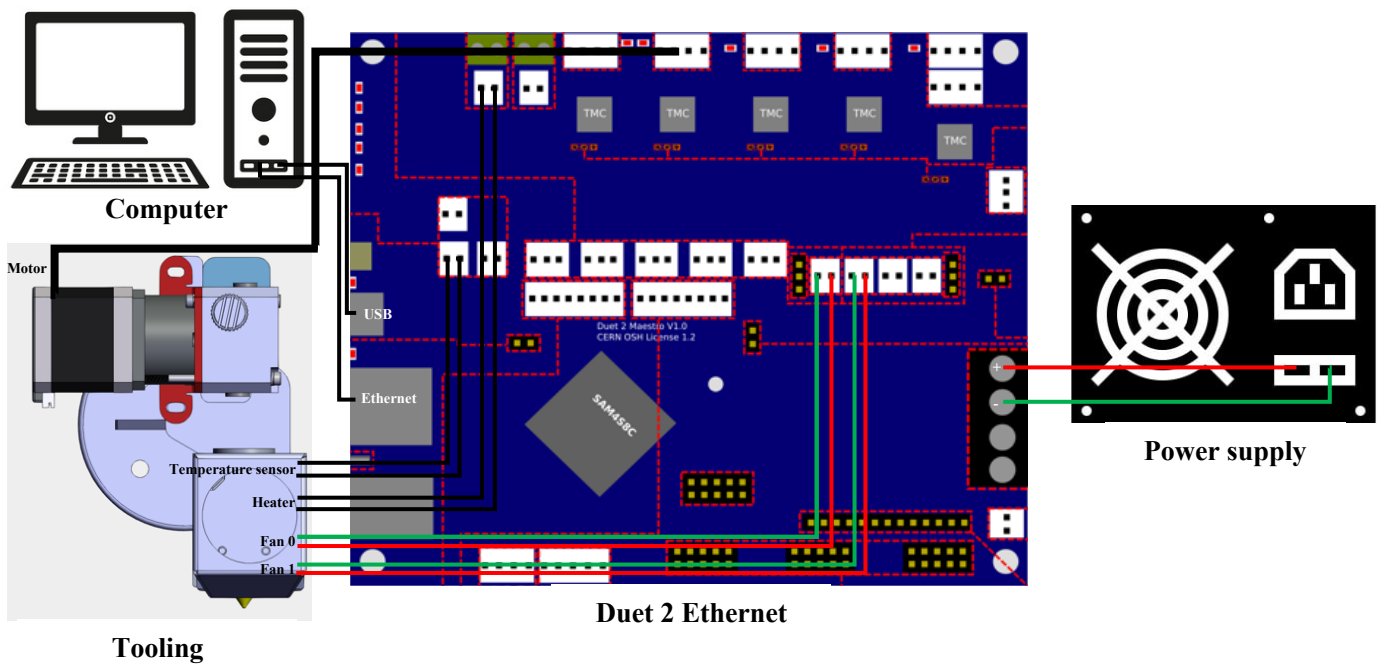 Computer
TMC
TMC
TMC
TMC
TMC
Motor
USB
Duet 2 Maestro V1.0
CERN OSH License 1.2
Ethernet
SAM4S8C
+
-
Temperature sensor
Heater
Fan 0
Fan 1
Power supply
Duet 2 Ethernet
Tooling